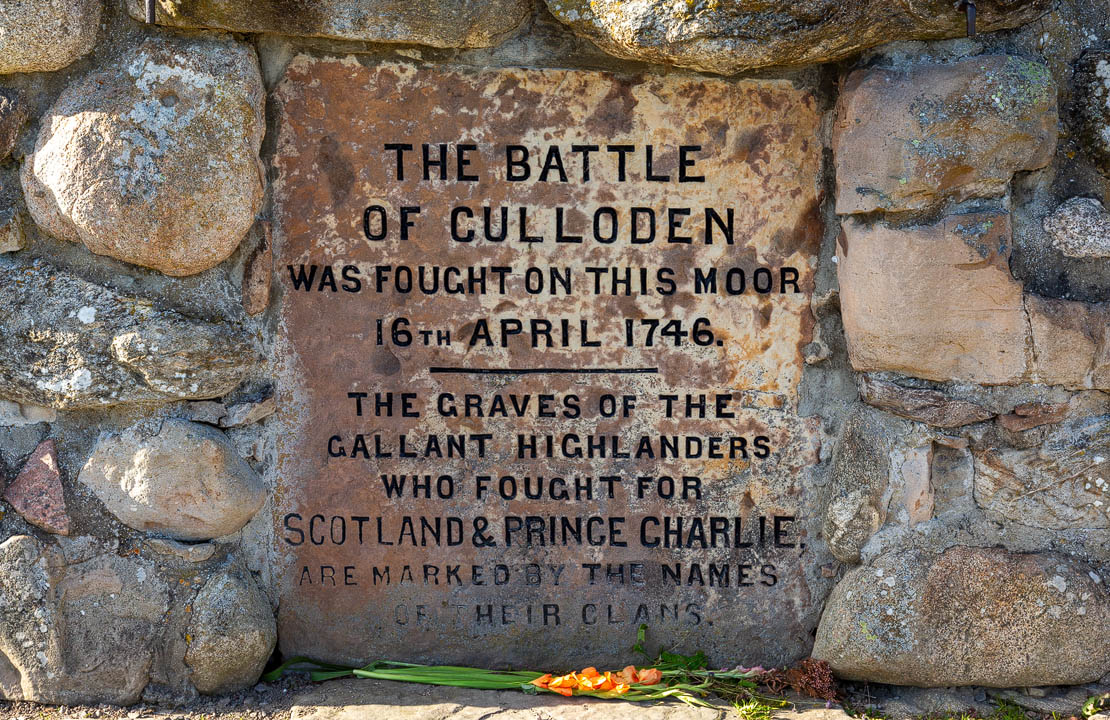 THE BATTLE
OF CULLODEN
WAS FOUGHT ON THIS MOOR
16TH APRIL 1746.
THE GRAVES OF THE
GALLANT HIGHLANDERS
WHO FOUGHT FOR
SCOTLAND & PRINCE CHARLIE,
ARE MARKED BY THE NAMES
OF THEIR CLANS.